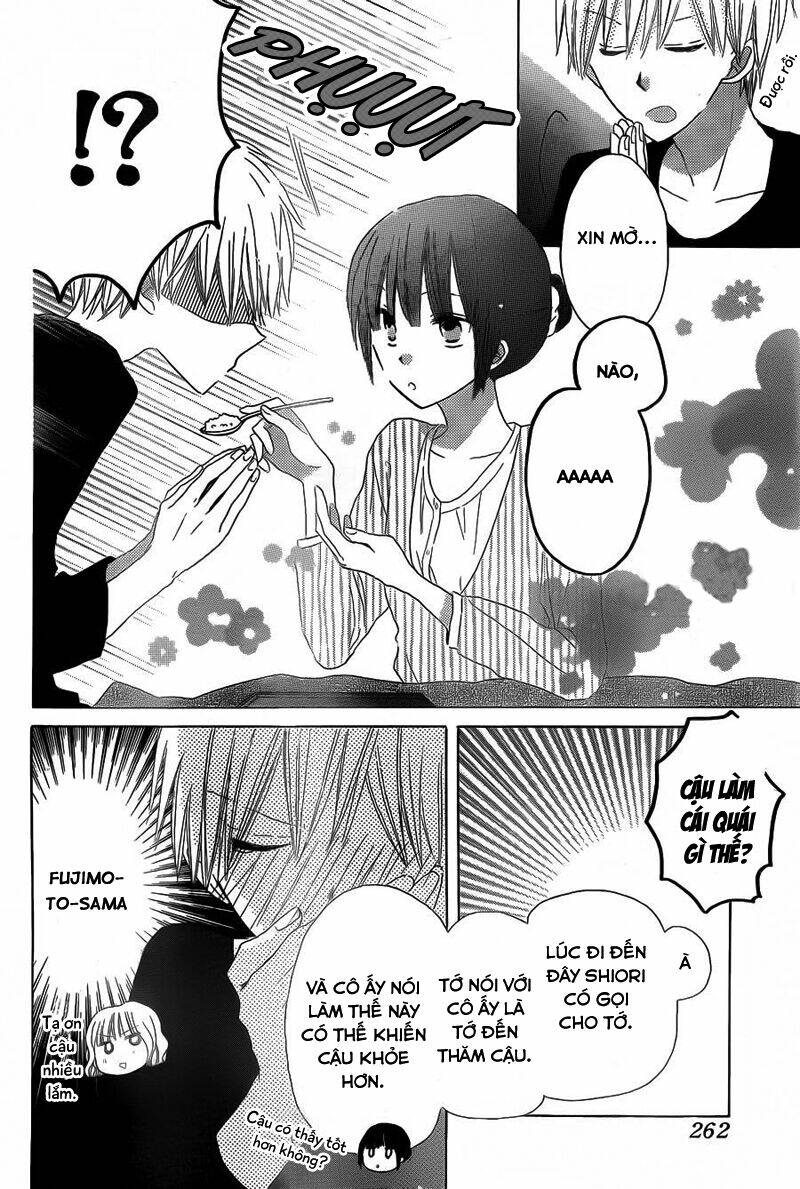 Được rồi.
XIN MỜ...
PHỤỤỤT
!?
NÀO,
AAAAA
CẬU LÀM
CÁI QUÁI
GÌ THẾ?
À
LÚC ĐI ĐẾN
ĐÂY SHIORI
CÓ GỌI
CHO TỚ.
TỚ NÓI VỚI
CÔ ẤY LÀ
TỚ ĐẾN
THĂM CẬU.
VÀ CÔ ẤY NÓI
LÀM THẾ NÀY
CÓ THỂ KHIẾN
CẬU KHỎE
HƠN.
Cậu có thấy tốt
hơn không?
FUJIMO-
TO-SAMA
Tạ ơn
cậu
nhiều
lắm.
262